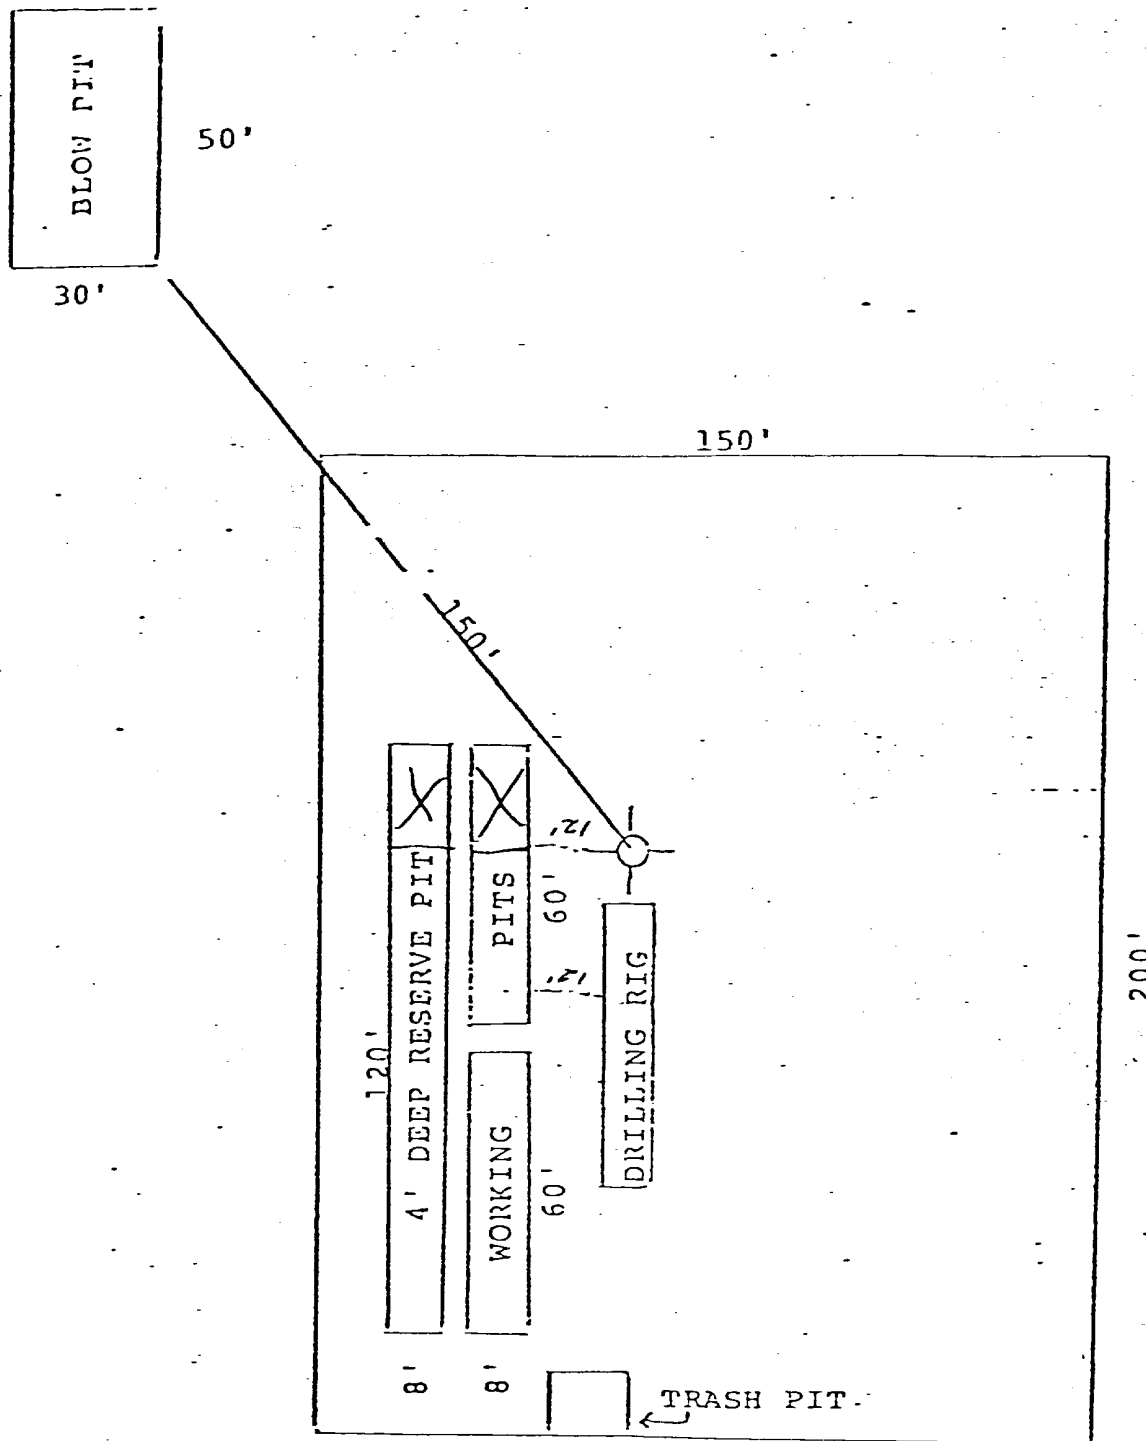 BLOW PIT
50'
30'
150'
150'
12'
PITS
60'
12'
4' DEEP RESERVE PIT
120'
DRILLING RIG
200'
WORKING
60'
8'
8'
TRASH PIT.